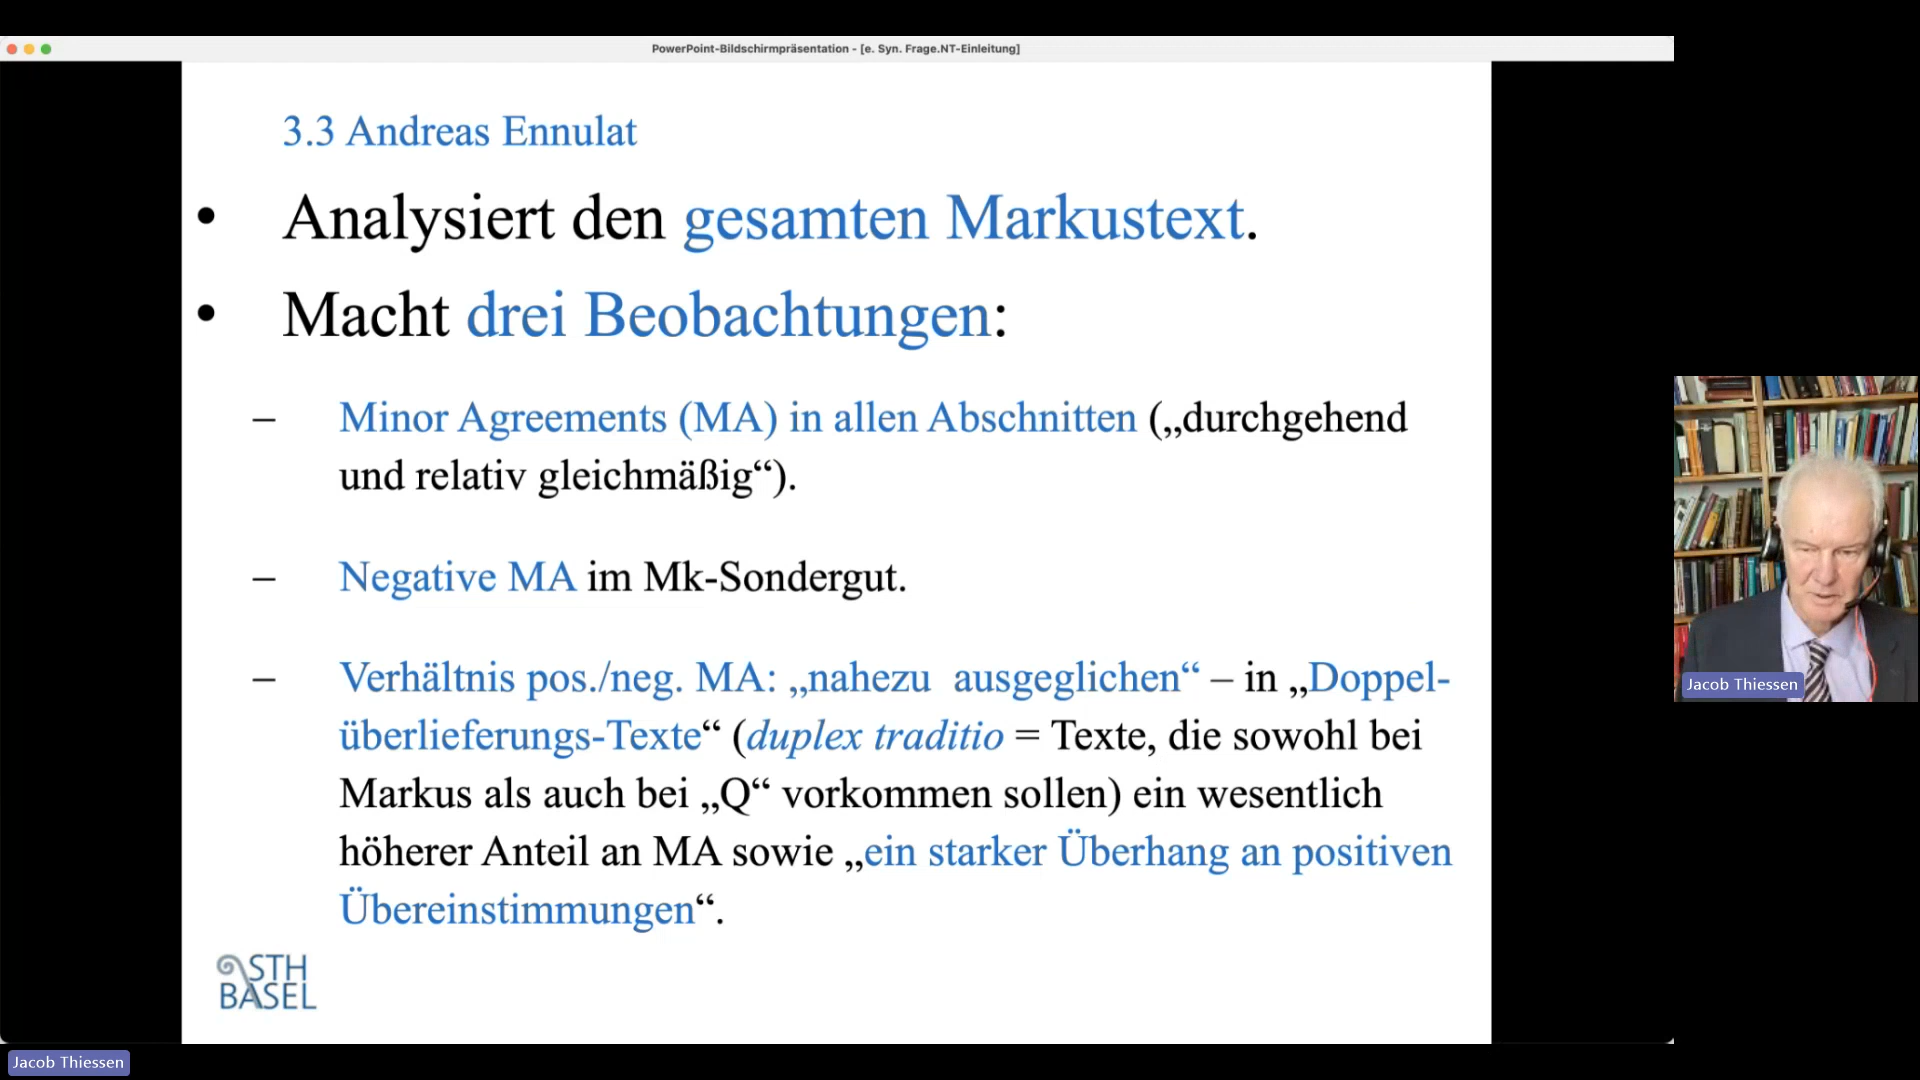 PowerPoint-Bildschirmpräsentation - [e. Syn. Frage.NT-Einleitung]
3.3 Andreas Ennulat
• Analysiert den gesamten Markustext.
• Macht drei Beobachtungen:
– Minor Agreements (MA) in allen Abschnitten („durchgehend
und relativ gleichmäßig“).
– Negative MA im Mk-Sondergut.
– Verhältnis pos./neg. MA: „nahezu ausgeglichen“ – in „Doppel-
überlieferungs-Texte“ (duplex traditio = Texte, die sowohl bei
Markus als auch bei „Q“ vorkommen sollen) ein wesentlich
höherer Anteil an MA sowie „ein starker Überhang an positiven
Übereinstimmungen“.
STH
BASEL
Jacob Thiessen
Jacob Thiessen